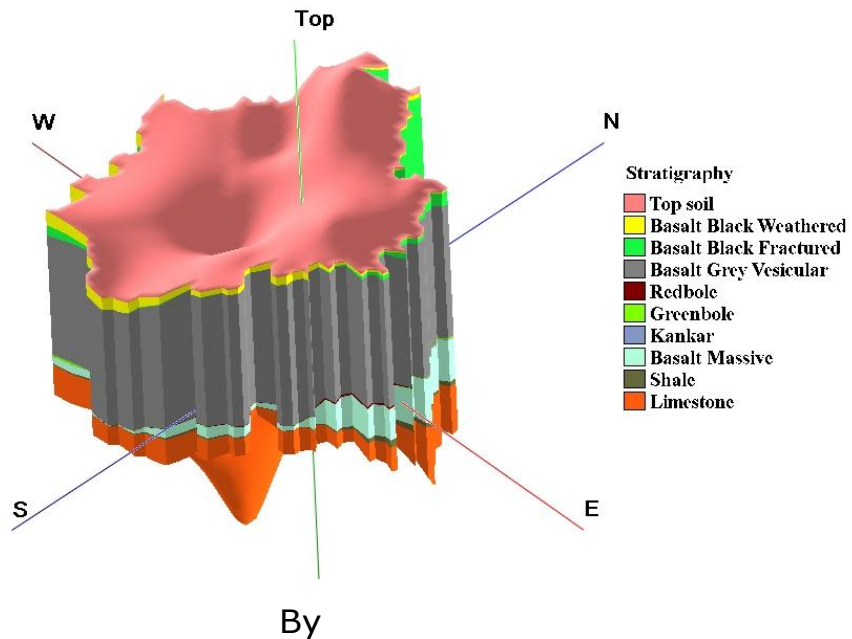 Top
W
N
Stratigraphy
Top soil
Basalt Black Weathered
Basalt Black Fractured
Basalt Grey Vesicular
Redbole
Greenbole
Kankar
Basalt Massive
Shale
Limestone
S
E
By